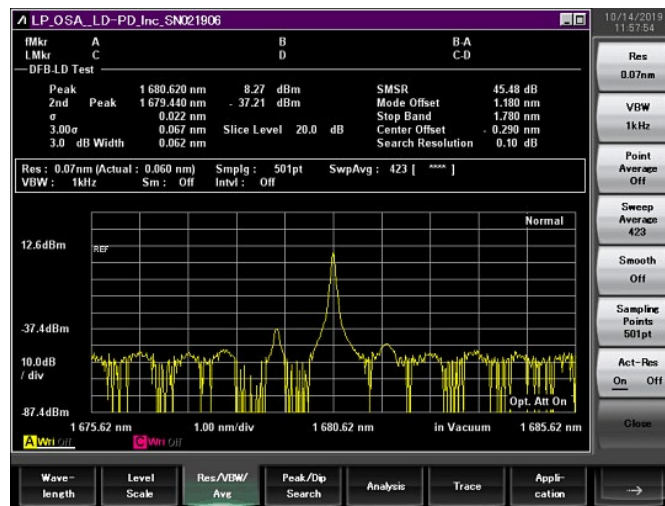 LP_OSA_LD-PD_Inc_SN021906
10/14/2019
11:57:54
fMkr A B B-A
LMkr C D C-D
DFB-LD Test
Peak 1 680.620 nm 8.27 dBm SMSR 45.48 dB
2nd Peak 1 679.440 nm - 37.21 dBm Mode Offset 1.180 nm
σ 0.022 nm Stop Band 1.780 nm
3.00σ 0.067 nm Slice Level 20.0 dB Center Offset - 0.290 nm
3.0 dB Width 0.062 nm Search Resolution 0.10 dB
Res : 0.07nm (Actual : 0.060 nm) Smplg : 501pt SwpAvg : 423 [ **** ]
VBW : 1kHz Sm : Off Intvl : Off
Normal
12.6dBm
REF
-37.4dBm
10.0dB
/ div
Opt. Att On
-87.4dBm
1 675.62 nm 1.00 nm/div 1 680.62 nm in Vacuum 1 685.62 nm
A Wri Off C Wri Off
Res
0.07nm
VBW
1kHz
Point
Average
Off
Sweep
Average
423
Smooth
Off
Sampling
Points
501pt
Act-Res
On Off
Close
Wave-
length
Level
Scale
Res/VBW/
Avg
Peak/Dip
Search
Analysis
Trace
Appli-
cation
→